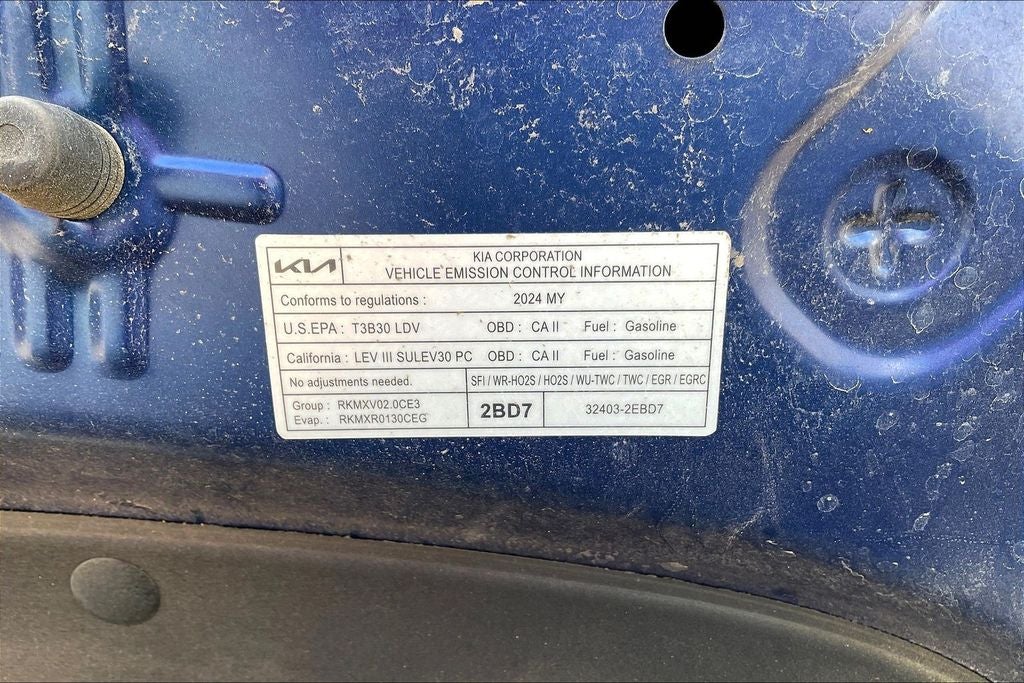 KIA
KIA CORPORATION
VEHICLE EMISSION CONTROL INFORMATION
Conforms to regulations : 2024 MY
U.S.EPA : T3B30 LDV OBD : CA II Fuel : Gasoline
California : LEV III SULEV30 PC OBD : CA II Fuel : Gasoline
No adjustments needed. SFI / WR-HO2S / HO2S / WU-TWC / TWC / EGR / EGRC
Group : RKMXV02.0CE3
Evap. : RKMXR0130CEG
2BD7
32403-2EBD7